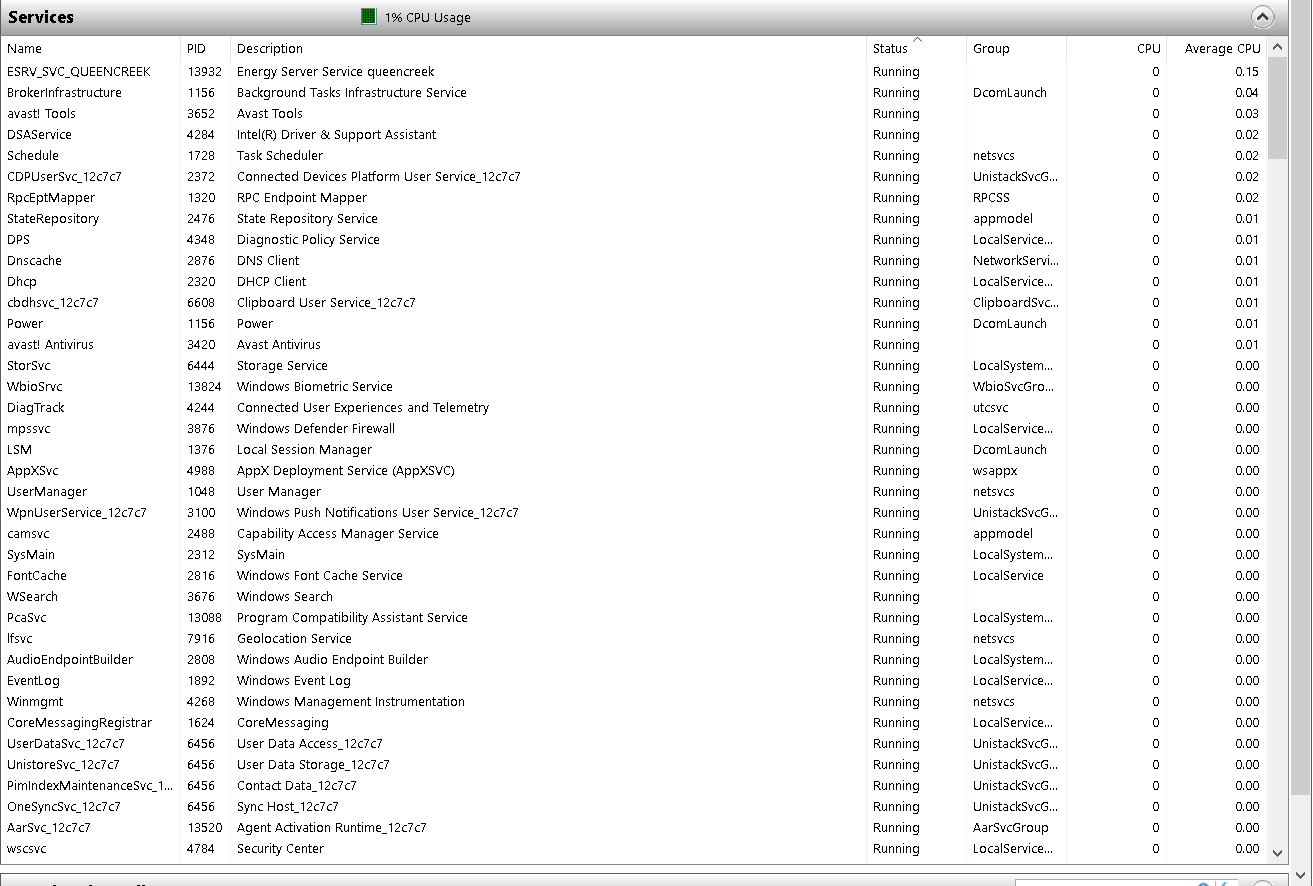 Services 1% CPU Usage
Name PID Description Status Group CPU Average CPU
ESRV_SVC_QUEENCREEK 13932 Energy Server Service queencreek Running 0 0.15
BrokerInfrastructure 1156 Background Tasks Infrastructure Service Running DcomLaunch 0 0.04
avast! Tools 3652 Avast Tools Running 0 0.03
DSAService 4284 Intel(R) Driver & Support Assistant Running 0 0.02
Schedule 1728 Task Scheduler Running netsvcs 0 0.02
CDPUserSvc_12c7c7 2372 Connected Devices Platform User Service_12c7c7 Running UnistackSvcG... 0 0.02
RpcEptMapper 1320 RPC Endpoint Mapper Running RPCSS 0 0.02
StateRepository 2476 State Repository Service Running appmodel 0 0.01
DPS 4348 Diagnostic Policy Service Running LocalService... 0 0.01
Dnscache 2876 DNS Client Running NetworkServi... 0 0.01
Dhcp 2320 DHCP Client Running LocalService... 0 0.01
cbdhsvc_12c7c7 6608 Clipboard User Service_12c7c7 Running ClipboardSvc... 0 0.01
Power 1156 Power Running DcomLaunch 0 0.01
avast! Antivirus 3420 Avast Antivirus Running 0 0.01
StorSvc 6444 Storage Service Running LocalSystem... 0 0.00
WbioSrvc 13824 Windows Biometric Service Running WbioSvcGro... 0 0.00
DiagTrack 4244 Connected User Experiences and Telemetry Running utcsvc 0 0.00
mpssvc 3876 Windows Defender Firewall Running LocalService... 0 0.00
LSM 1376 Local Session Manager Running DcomLaunch 0 0.00
AppXSvc 4988 AppX Deployment Service (AppXSVC) Running wsappx 0 0.00
UserManager 1048 User Manager Running netsvcs 0 0.00
WpnUserService_12c7c7 3100 Windows Push Notifications User Service_12c7c7 Running UnistackSvcG... 0 0.00
camsvc 2488 Capability Access Manager Service Running appmodel 0 0.00
SysMain 2312 SysMain Running LocalSystem... 0 0.00
FontCache 2816 Windows Font Cache Service Running LocalService 0 0.00
WSearch 3676 Windows Search Running 0 0.00
PcaSvc 13088 Program Compatibility Assistant Service Running LocalSystem... 0 0.00
lfsvc 7916 Geolocation Service Running netsvcs 0 0.00
AudioEndpointBuilder 2808 Windows Audio Endpoint Builder Running LocalSystem... 0 0.00
EventLog 1892 Windows Event Log Running LocalService... 0 0.00
Winmgmt 4268 Windows Management Instrumentation Running netsvcs 0 0.00
CoreMessagingRegistrar 1624 CoreMessaging Running LocalService... 0 0.00
UserDataSvc_12c7c7 6456 User Data Access_12c7c7 Running UnistackSvcG... 0 0.00
UnistoreSvc_12c7c7 6456 User Data Storage_12c7c7 Running UnistackSvcG... 0 0.00
PimIndexMaintenanceSvc_1... 6456 Contact Data_12c7c7 Running UnistackSvcG... 0 0.00
OneSyncSvc_12c7c7 6456 Sync Host_12c7c7 Running UnistackSvcG... 0 0.00
AarSvc_12c7c7 13520 Agent Activation Runtime_12c7c7 Running AarSvcGroup 0 0.00
wscsvc 4784 Security Center Running LocalService... 0 0.00